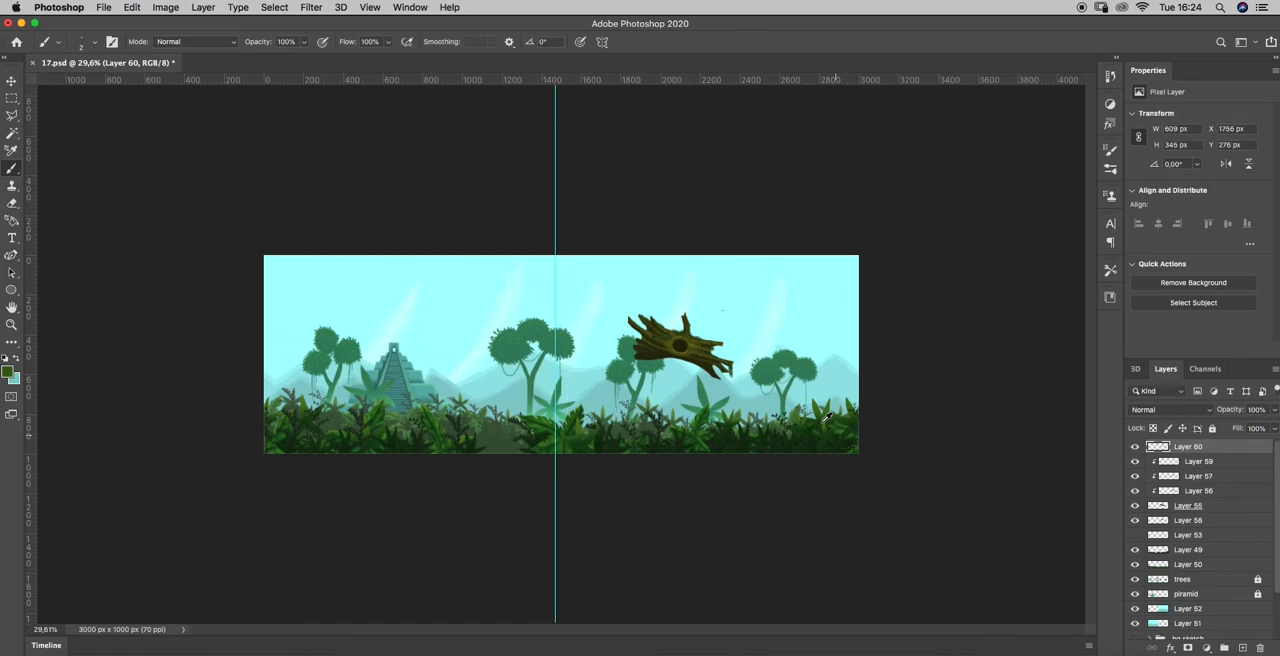 Photoshop File Edit Image Layer Type Select Filter 3D View Window Help Tue 16:24
Adobe Photoshop 2020
2 Mode: Normal Opacity: 100% Flow: 100% Smoothing: 0°
17.psd @ 29,6% (Layer 60, RGB/8) *
1000 800 600 400 200 0 200 400 600 800 1000 1200 1400 1600 1800 2000 2200 2400 2600 2800 3000 3200 3400 3600 3800 4000
Properties
Pixel Layer
Transform
W 609 px X 1756 px
H 345 px Y 276 px
0,00°
Align and Distribute
Align:
Quick Actions
Remove Background
Select Subject
3D Layers Channels
Kind
Normal Opacity: 100%
Lock: Fill: 100%
Layer 60
Layer 59
Layer 57
Layer 56
Layer 55
Layer 58
Layer 53
Layer 49
Layer 50
trees
piramid
Layer 52
Layer 51
bg sketch
29,61% 3000 px x 1000 px (70 ppi)
Timeline